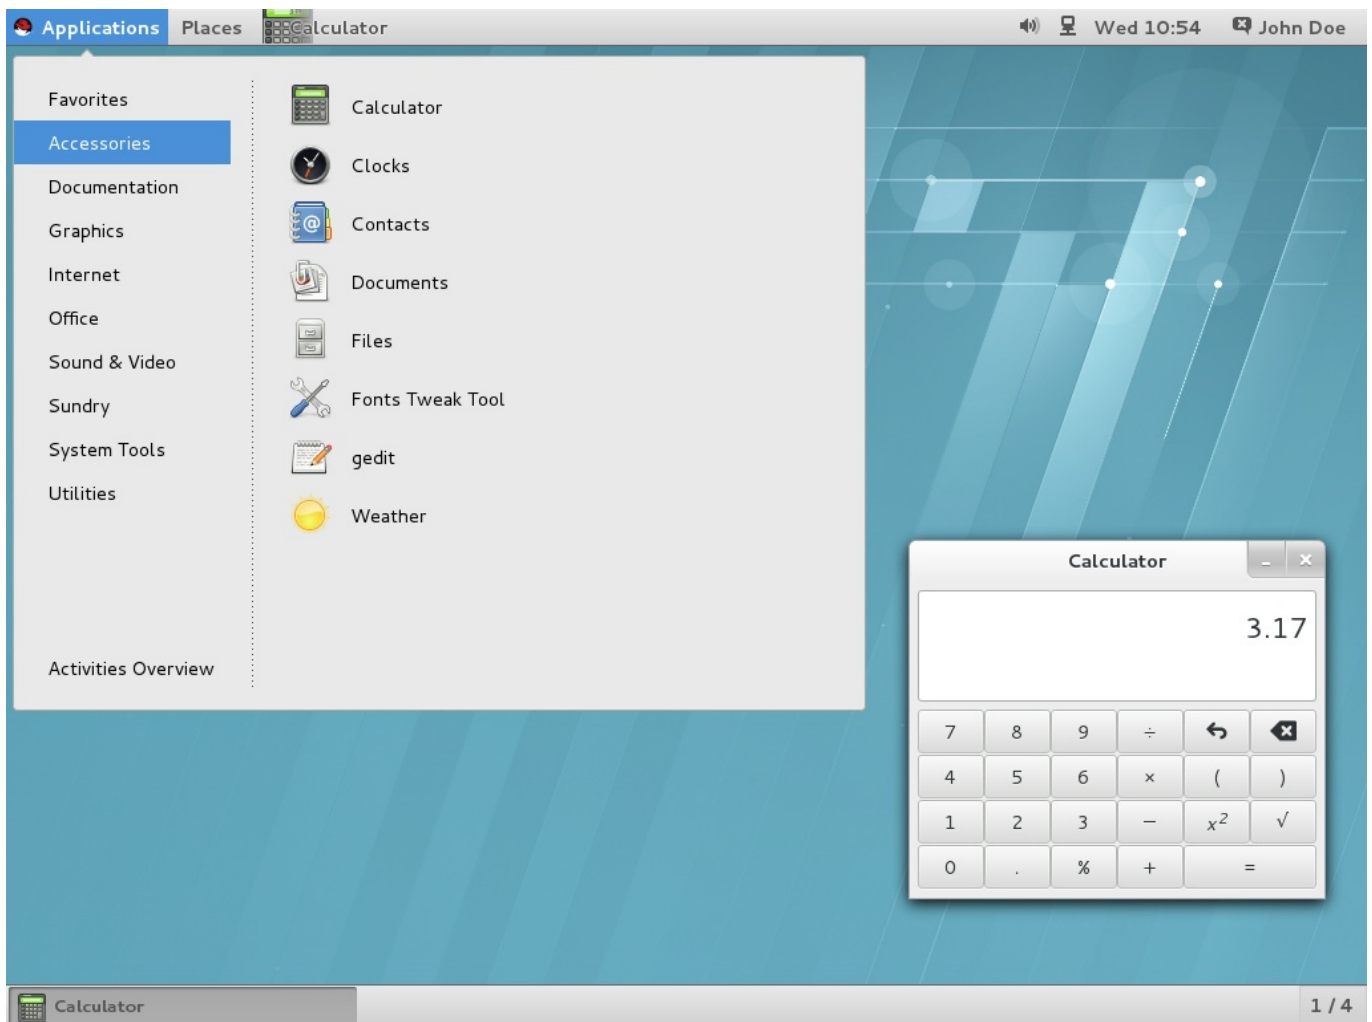 Applications Places Calculator Wed 10:54 John Doe
Favorites
Accessories
Documentation
Graphics
Internet
Office
Sound & Video
Sundry
System Tools
Utilities
Activities Overview
Calculator
Clocks
Contacts
Documents
Files
Fonts Tweak Tool
gedit
Weather
Calculator
3.17
7 8 9 ÷
4 5 6 × ( )
1 2 3 − x² √
0 . % + =
Calculator 1 / 4